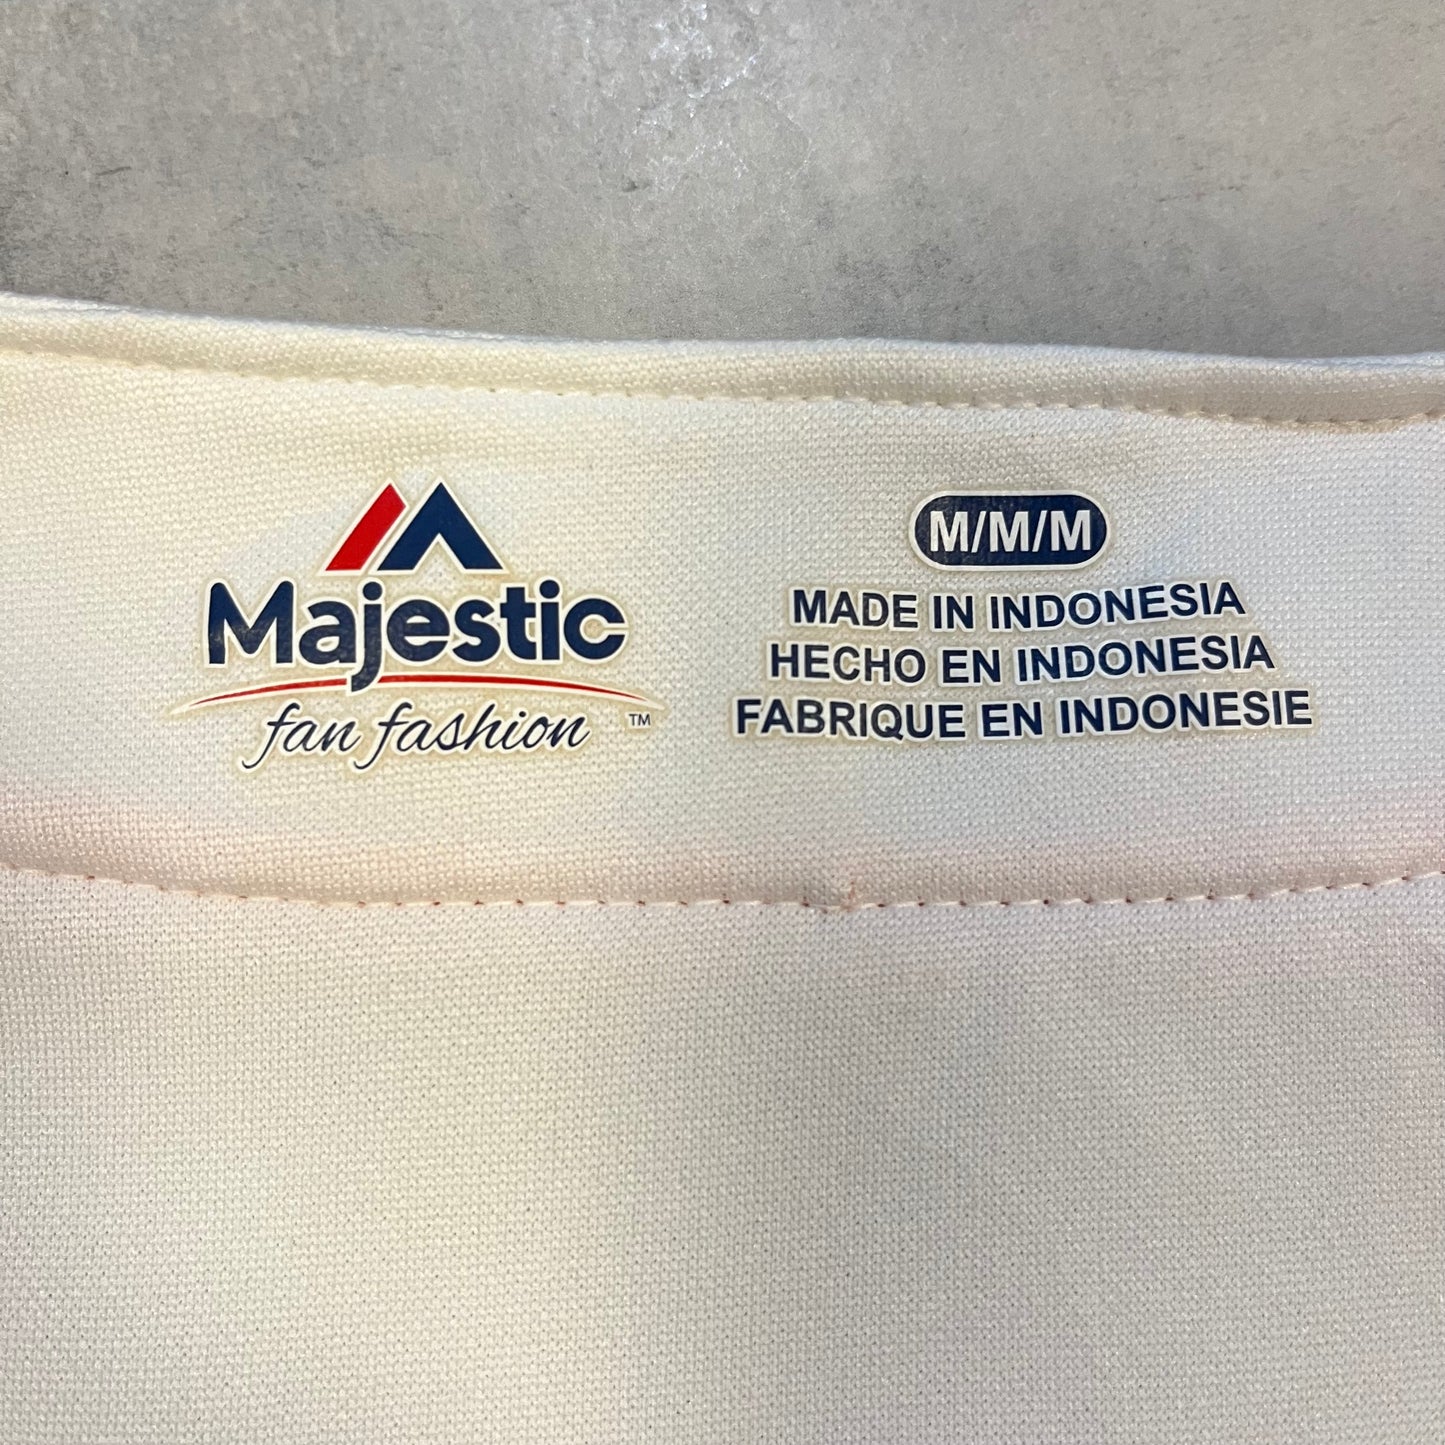 Majestic
fan fashion ™
M/M/M
MADE IN INDONESIA
HECHO EN INDONESIA
FABRIQUE EN INDONESIE